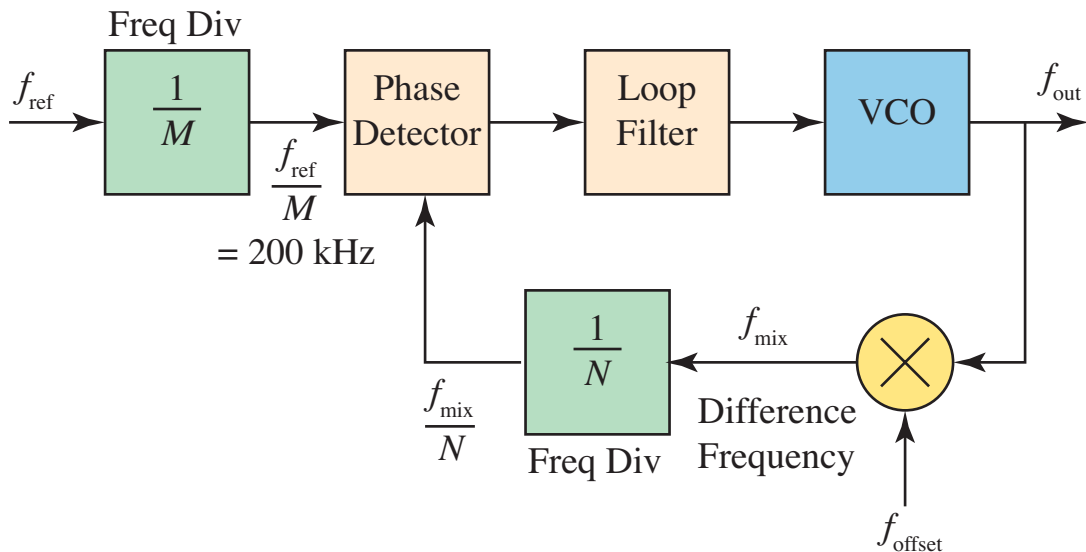 Freq Div
f_ref
1
M
f_ref
M
= 200 kHz
Phase
Detector
Loop
Filter
VCO
f_out
1
N
Freq Div
f_mix
N
f_mix
Difference
Frequency
f_offset